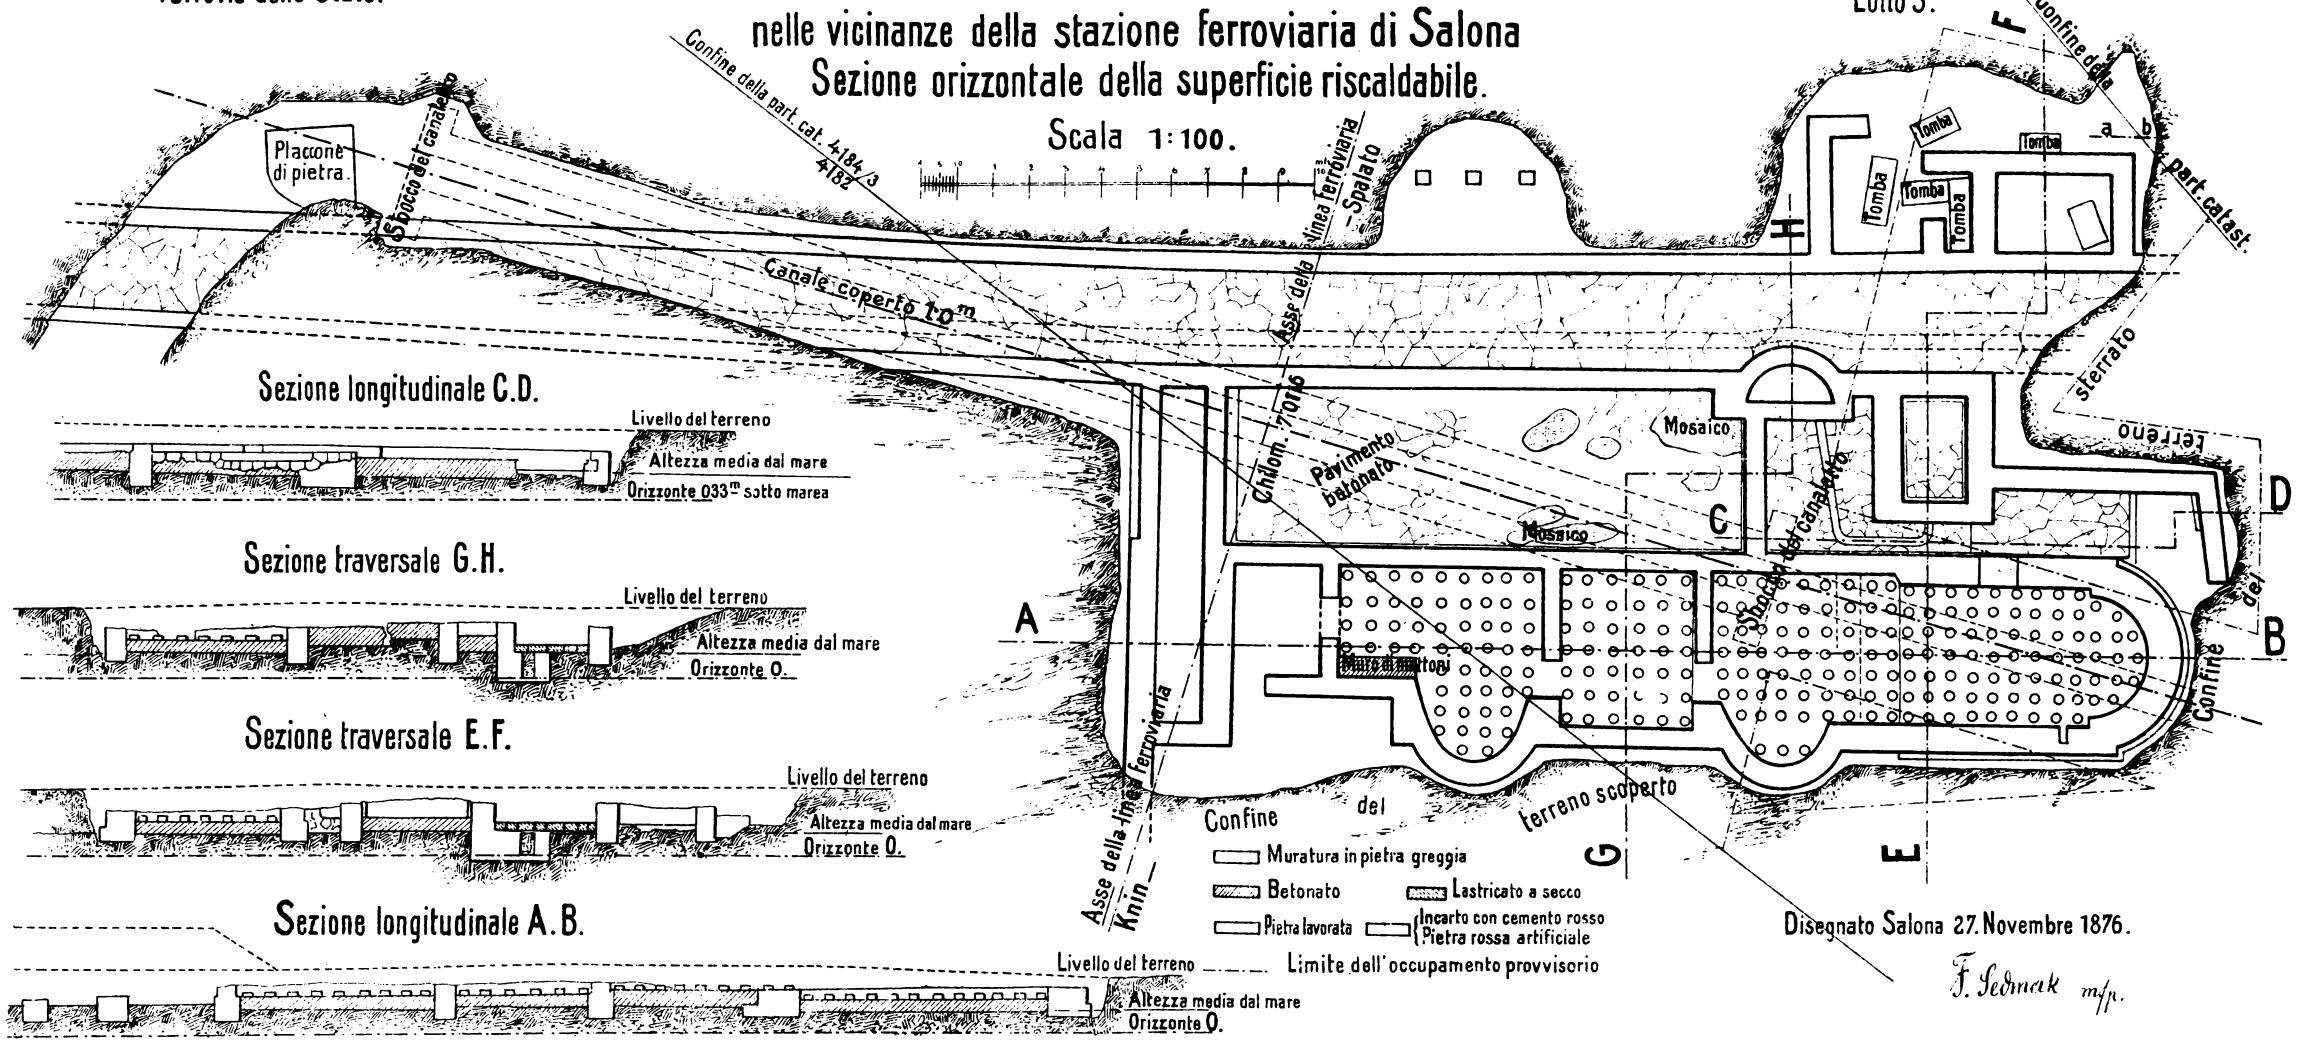 nelle vicinanze della stazione ferroviaria di Salona
Sezione orizzontale della superficie riscaldabile.
Scala 1:100.
Lotto 3.
Confine della part. cat. 4184/3
4182
Placcone
di pietra.
Sbocco del canale
Canale coperto 1·0 m
Asse della linea ferroviaria
Spalato
Chilom. 7·0116
F
H
Tomba
Tomba
Tomba
Tomba
Tomba
a b
Confine della
part. catast.
sterrato
terreno
del
Confine
Mosaico
Pavimento
betonato
Mosaico
Sbocco del canaletto
C
D
A
B
Muro di mattoni
Sezione longitudinale C.D.
Livello del terreno
Altezza media dal mare
Orizzonte 033m sotto marea
Sezione traversale G.H.
Livello del terreno
Altezza media dal mare
Orizzonte O.
Sezione traversale E.F.
Livello del terreno
Altezza media dal mare
Orizzonte O.
Sezione longitudinale A.B.
Livello del terreno
Altezza media dal mare
Orizzonte O.
Asse della linea ferroviaria
Knin
Confine del terreno scoperto
G
E
Muratura in pietra greggia
Betonato
Lastricato a secco
Pietra lavorata
Incarto con cemento rosso
Pietra rossa artificiale
Limite dell'occupamento provvisorio
Disegnato Salona 27. Novembre 1876.
F. Sedmak m/p.